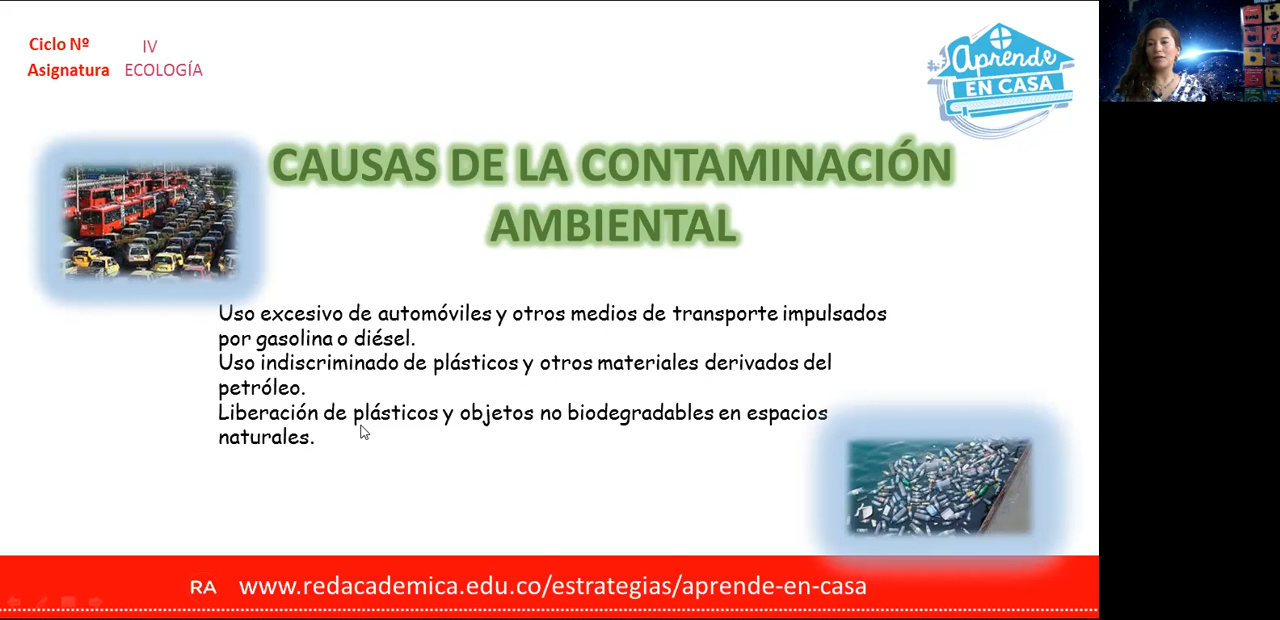 Ciclo Nº IV
Asignatura ECOLOGÍA
#Aprende
EN CASA
CAUSAS DE LA CONTAMINACIÓN
AMBIENTAL
Uso excesivo de automóviles y otros medios de transporte impulsados
por gasolina o diésel.
Uso indiscriminado de plásticos y otros materiales derivados del
petróleo.
Liberación de plásticos y objetos no biodegradables en espacios
naturales.
RA www.redacademica.edu.co/estrategias/aprende-en-casa